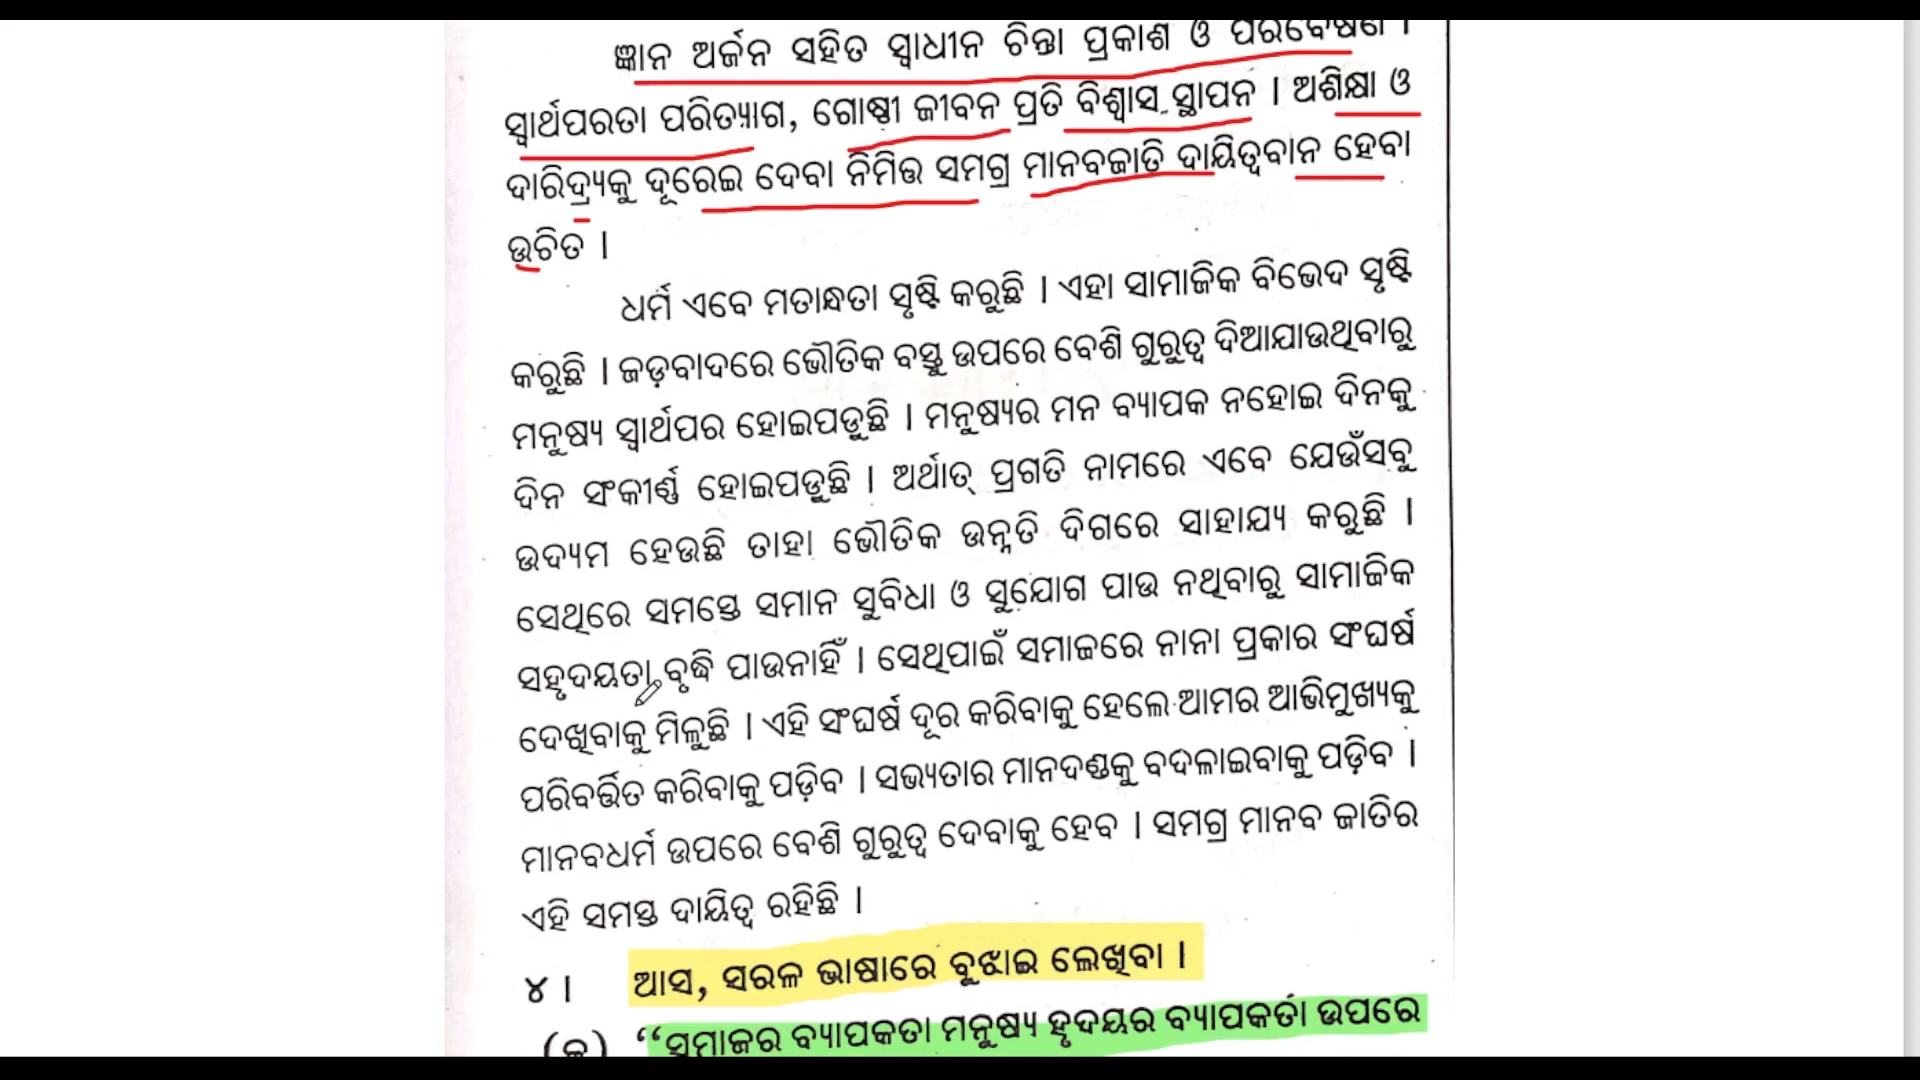 ଜ୍ଞାନ ଅର୍ଜନ ସହିତ ସ୍ୱାଧୀନ ଚିନ୍ତା ପ୍ରକାଶ ଓ ପରିବେଷଣ ।
ସ୍ୱାର୍ଥପରତା ପରିତ୍ୟାଗ, ଗୋଷ୍ଠୀ ଜୀବନ ପ୍ରତି ବିଶ୍ୱାସ ସ୍ଥାପନ । ଅଶିକ୍ଷା ଓ
ଦାରିଦ୍ର୍ୟକୁ ଦୂରେଇ ଦେବା ନିମିତ୍ତ ସମଗ୍ର ମାନବଜାତି ଦାୟିତ୍ୱବାନ ହେବା
ଉଚିତ ।
ଧର୍ମ ଏବେ ମତାନ୍ଧତା ସୃଷ୍ଟି କରୁଛି । ଏହା ସାମାଜିକ ବିଭେଦ ସୃଷ୍ଟି
କରୁଛି । ଜଡ଼ବାଦରେ ଭୌତିକ ବସ୍ତୁ ଉପରେ ବେଶି ଗୁରୁତ୍ୱ ଦିଆଯାଉଥିବାରୁ
ମନୁଷ୍ୟ ସ୍ୱାର୍ଥପର ହୋଇପଡୁଛି । ମନୁଷ୍ୟର ମନ ବ୍ୟାପକ ନହୋଇ ଦିନକୁ
ଦିନ ସଂକୀର୍ଣ୍ଣ ହୋଇପଡୁଛି । ଅର୍ଥାତ୍ ପ୍ରଗତି ନାମରେ ଏବେ ଯେଉଁସବୁ
ଉଦ୍ୟମ ହେଉଛି ତାହା ଭୌତିକ ଉନ୍ନତି ଦିଗରେ ସାହାଯ୍ୟ କରୁଛି ।
ସେଥିରେ ସମସ୍ତେ ସମାନ ସୁବିଧା ଓ ସୁଯୋଗ ପାଉ ନଥିବାରୁ ସାମାଜିକ
ସହୃଦୟତା ବୃଦ୍ଧି ପାଉନାହିଁ । ସେଥିପାଇଁ ସମାଜରେ ନାନା ପ୍ରକାର ସଂଘର୍ଷ
ଦେଖିବାକୁ ମିଳୁଛି । ଏହି ସଂଘର୍ଷ ଦୂର କରିବାକୁ ହେଲେ ଆମର ଆଭିମୁଖ୍ୟକୁ
ପରିବର୍ତ୍ତିତ କରିବାକୁ ପଡ଼ିବ । ସଭ୍ୟତାର ମାନଦଣ୍ଡକୁ ବଦଳାଇବାକୁ ପଡ଼ିବ ।
ମାନବଧର୍ମ ଉପରେ ବେଶି ଗୁରୁତ୍ୱ ଦେବାକୁ ହେବ । ସମଗ୍ର ମାନବ ଜାତିର
ଏହି ସମସ୍ତ ଦାୟିତ୍ୱ ରହିଛି ।
୪ । ଆସ, ସରଳ ଭାଷାରେ ବୁଝାଇ ଲେଖିବା ।
(କ) “ସମାଜର ବ୍ୟାପକତା ମନୁଷ୍ୟ ହୃଦୟର ବ୍ୟାପକତା ଉପରେ